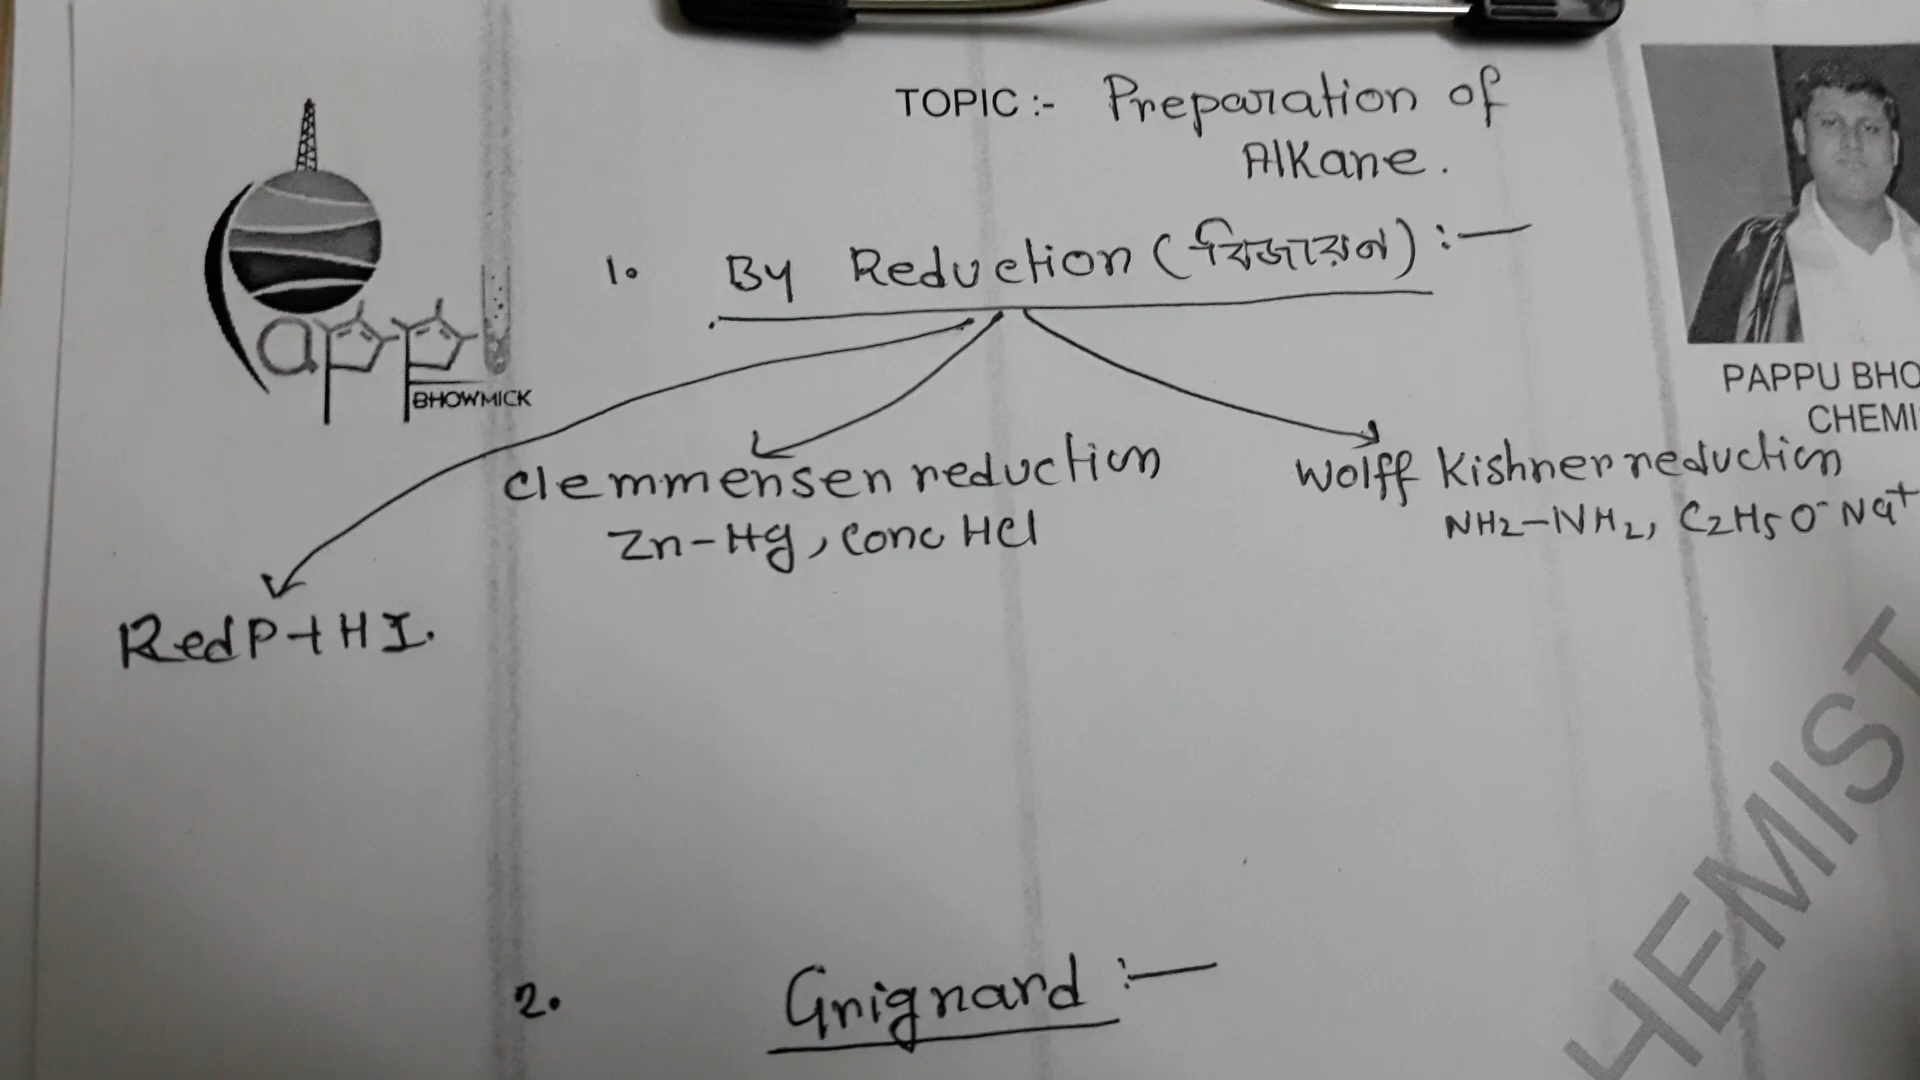 TOPIC :- Preparation of
Alkane.
1. By Reduction (বিজারন) :—
BHOWMICK
PAPPU BHO
CHEMI
Clemmensen reduction
Zn-Hg, Conc HCl
Wolff Kishner reduction
NH2-NH2, C2H5O-Na+
Red P + HI.
2. Grignard :—
HEMIST